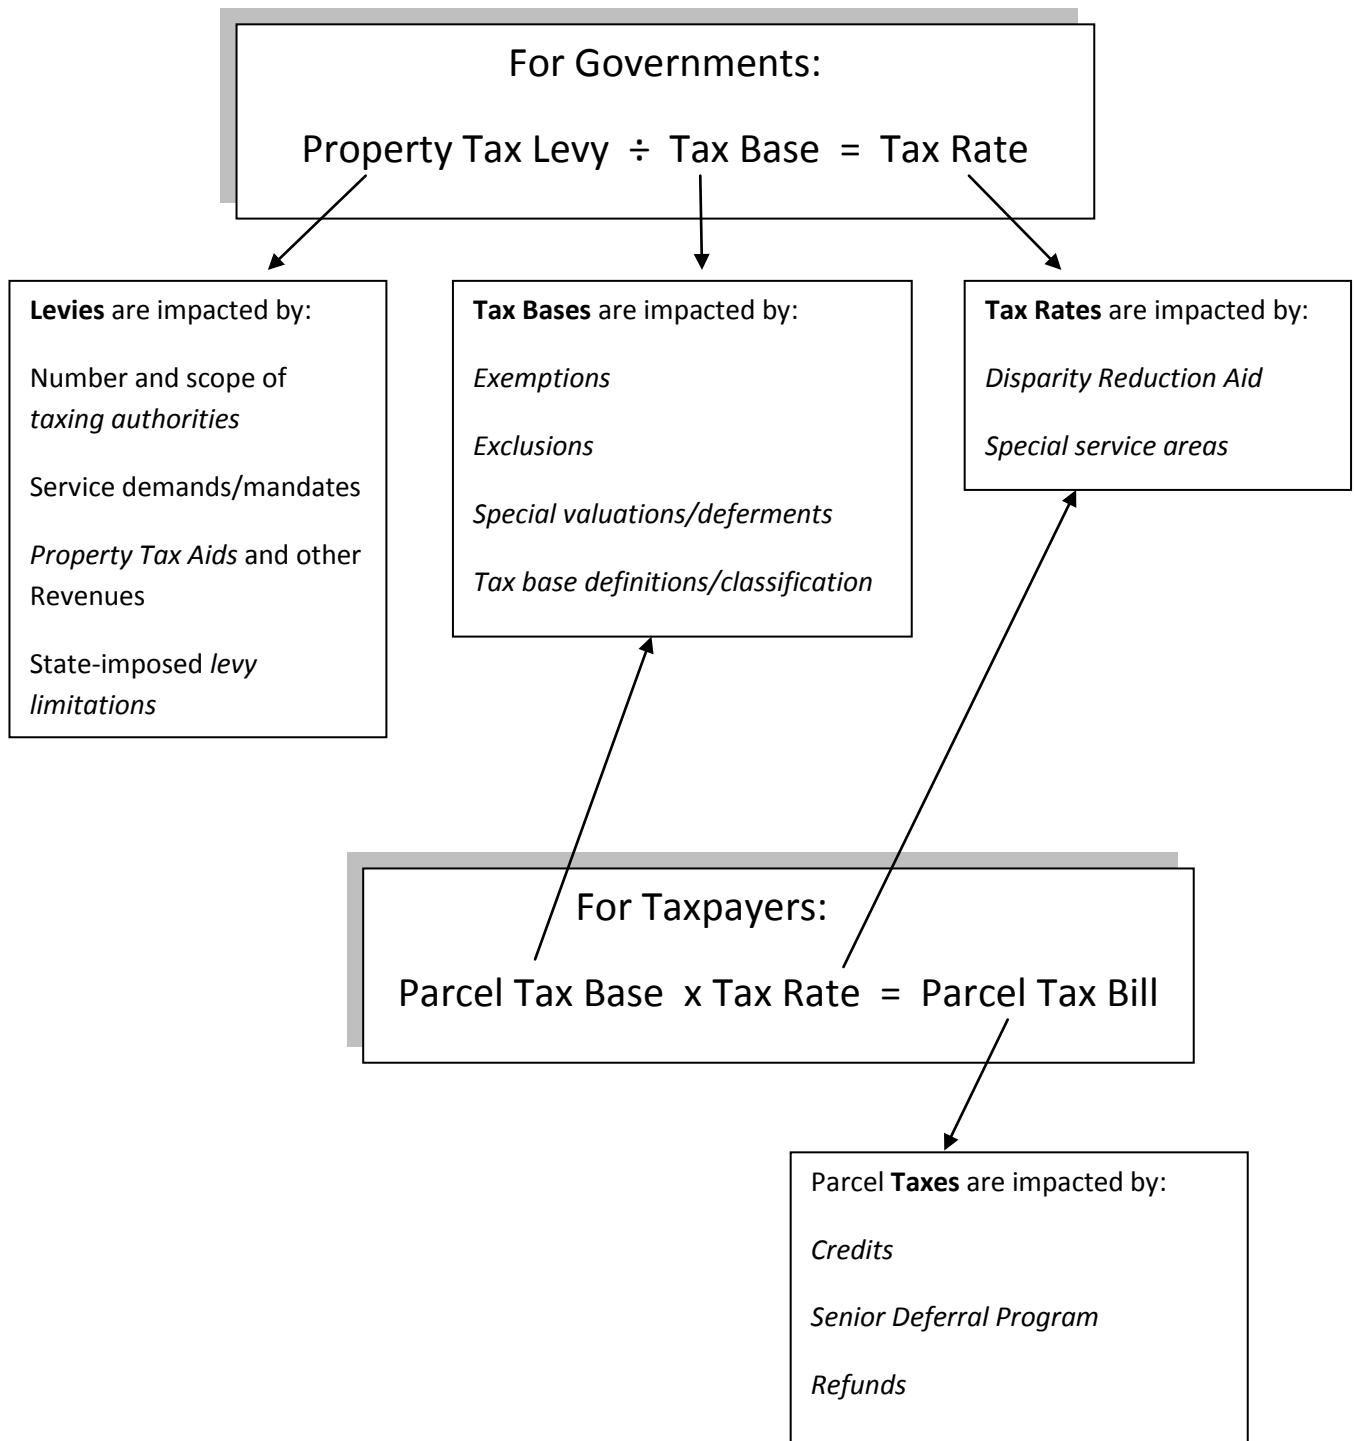 For Governments:
Property Tax Levy ÷ Tax Base = Tax Rate
Levies are impacted by:
Number and scope of
taxing authorities
Service demands/mandates
Property Tax Aids and other
Revenues
State-imposed levy
limitations
Tax Bases are impacted by:
Exemptions
Exclusions
Special valuations/deferments
Tax base definitions/classification
Tax Rates are impacted by:
Disparity Reduction Aid
Special service areas
For Taxpayers:
Parcel Tax Base x Tax Rate = Parcel Tax Bill
Parcel Taxes are impacted by:
Credits
Senior Deferral Program
Refunds